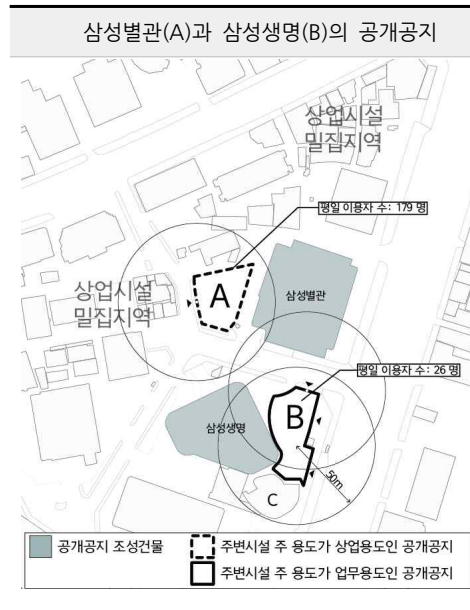 삼성별관(A)과 삼성생명(B)의 공개공지
상업시설
밀집지역
평일 이용자 수: 179 명
A
삼성별관
상업시설
밀집지역
평일 이용자 수: 26 명
B
삼성생명
50m
C
공개공지 조성건물
주변시설 주 용도가 상업용도인 공개공지
주변시설 주 용도가 업무용도인 공개공지